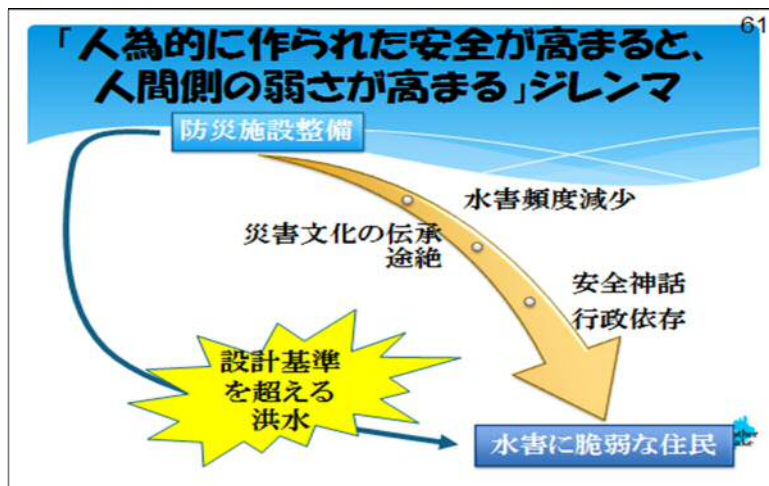 61
「人為的に作られた安全が高まると、
人間側の弱さが高まる」ジレンマ
防災施設整備
水害頻度減少
災害文化の伝承
途絶
安全神話
行政依存
設計基準
を超える
洪水
水害に脆弱な住民